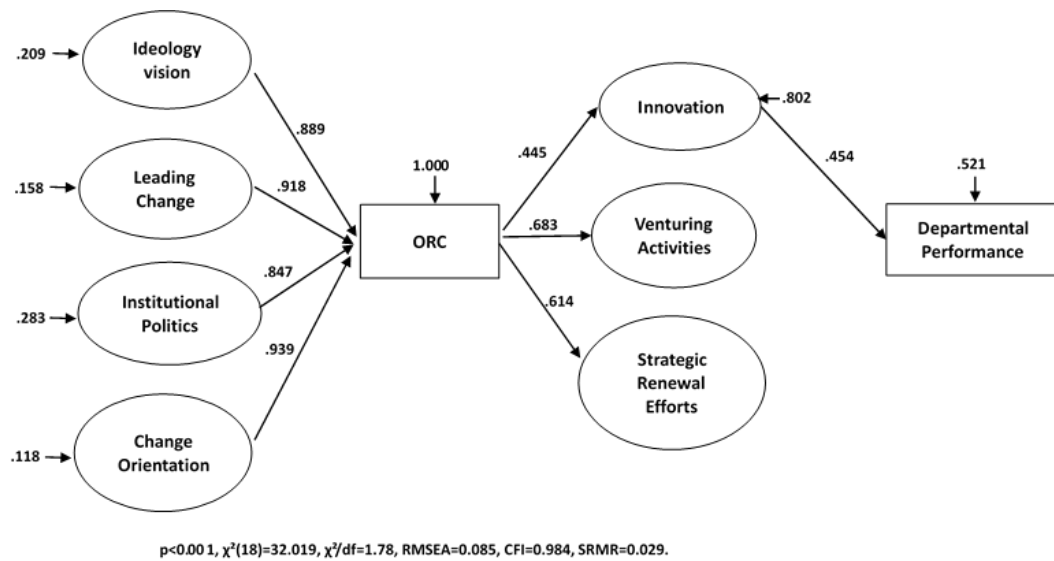 .209
Ideology
vision
.889
.158
Leading
Change
.918
.283
Institutional
Politics
.847
.118
Change
Orientation
.939
1.000
ORC
.445
.683
.614
Innovation
.802
Venturing
Activities
Strategic
Renewal
Efforts
.454
.521
Departmental
Performance
p<0.001, χ²(18)=32.019, χ²/df=1.78, RMSEA=0.085, CFI=0.984, SRMR=0.029.